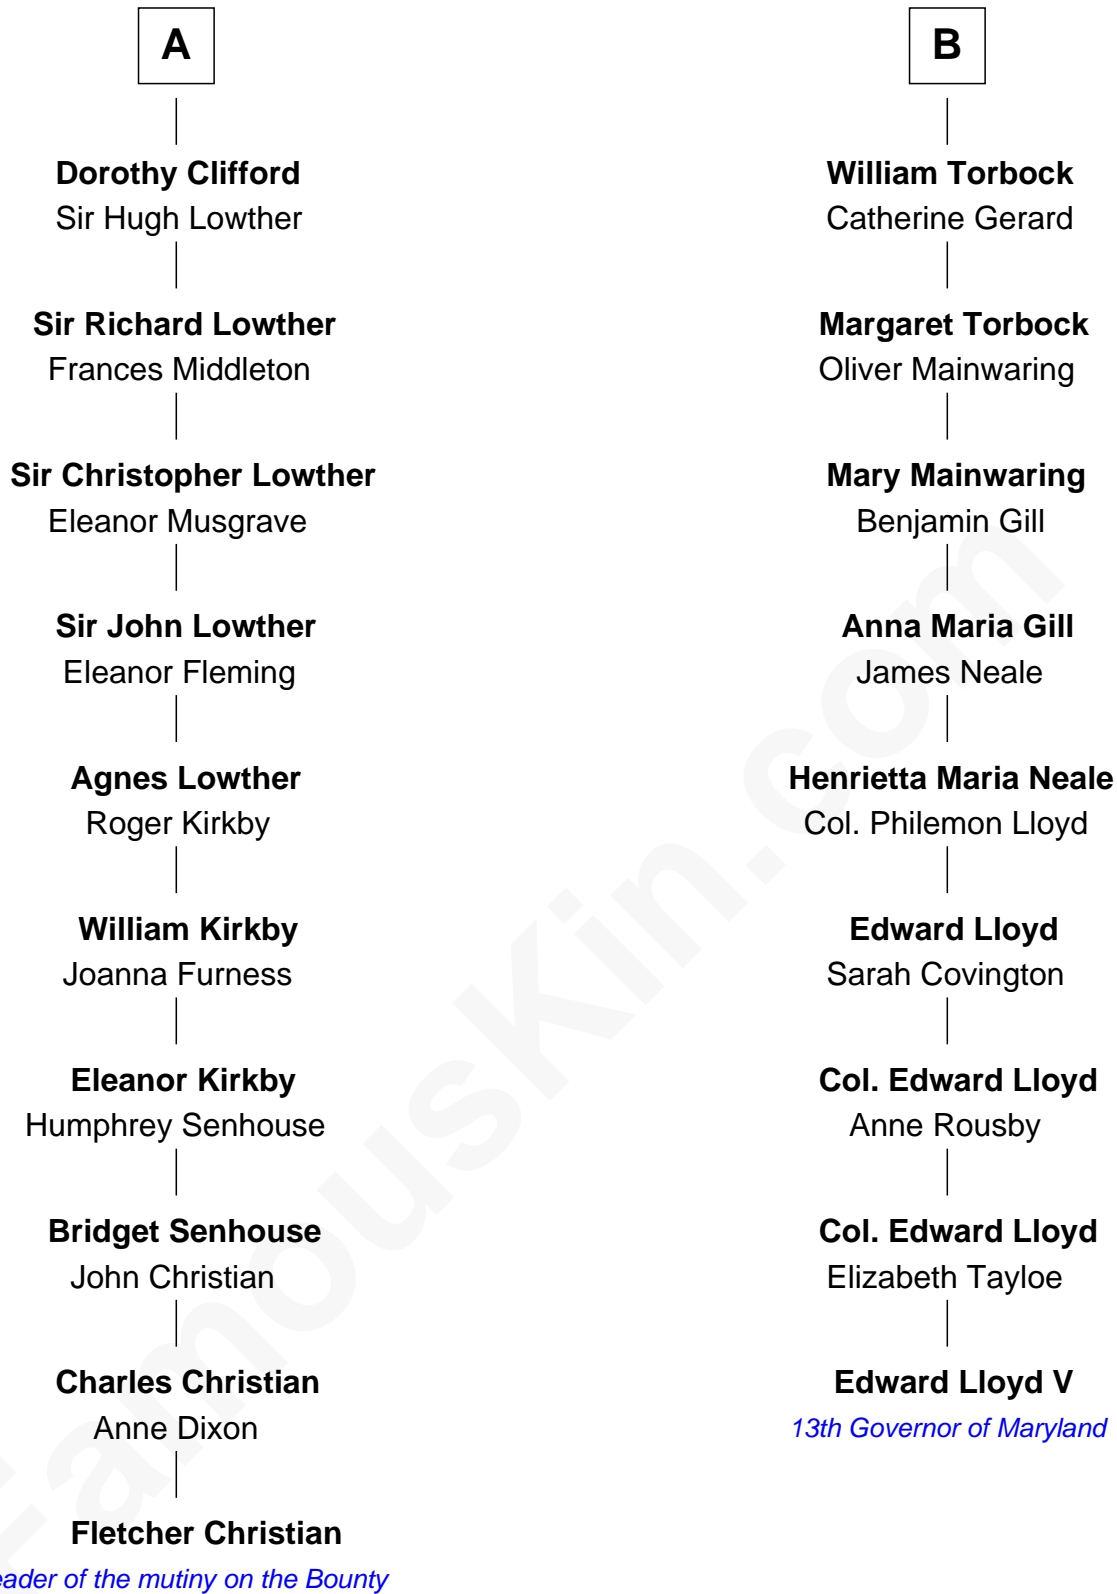 A
Dorothy Clifford
Sir Hugh Lowther
Sir Richard Lowther
Frances Middleton
Sir Christopher Lowther
Eleanor Musgrave
Sir John Lowther
Eleanor Fleming
Agnes Lowther
Roger Kirkby
William Kirkby
Joanna Furness
Eleanor Kirkby
Humphrey Senhouse
Bridget Senhouse
John Christian
Charles Christian
Anne Dixon
Fletcher Christian
eader of the mutiny on the Bounty
B
William Torbock
Catherine Gerard
Margaret Torbock
Oliver Mainwaring
Mary Mainwaring
Benjamin Gill
Anna Maria Gill
James Neale
Henrietta Maria Neale
Col. Philemon Lloyd
Edward Lloyd
Sarah Covington
Col. Edward Lloyd
Anne Rousby
Col. Edward Lloyd
Elizabeth Tayloe
Edward Lloyd V
13th Governor of Maryland
FamousKin.com